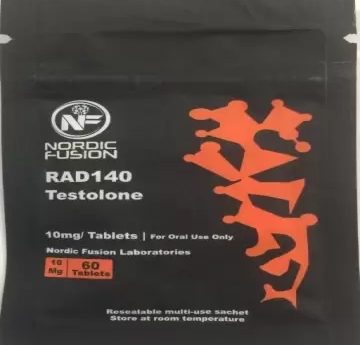 NF
NORDIC
FUSION
RAD140
Testolone
10mg/ Tablets | For Oral Use Only
Nordic Fusion Laboratories
10 Mg | 60 Tablets
Resealable multi-use sachet
Store at room temperature